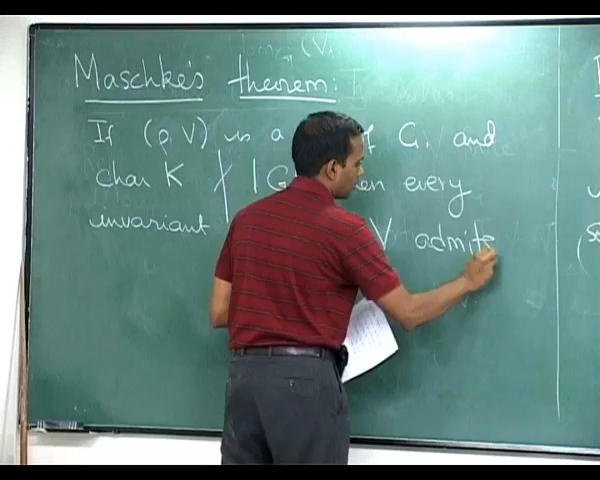 Maschke's theorem:
If (ρ, V) is a f G, and
char K ∤ |G en every
invariant V admits